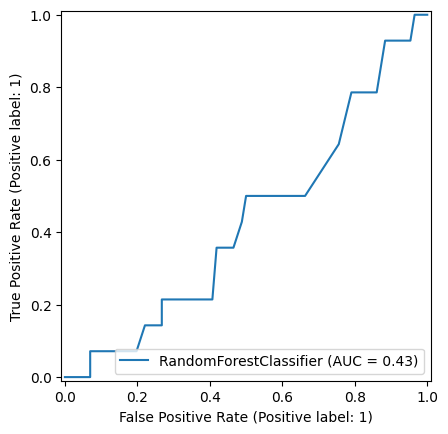 1.0
0.8
0.6
0.4
0.2
0.0
True Positive Rate (Positive label: 1)
RandomForestClassifier (AUC = 0.43)
0.0 0.2 0.4 0.6 0.8 1.0
False Positive Rate (Positive label: 1)